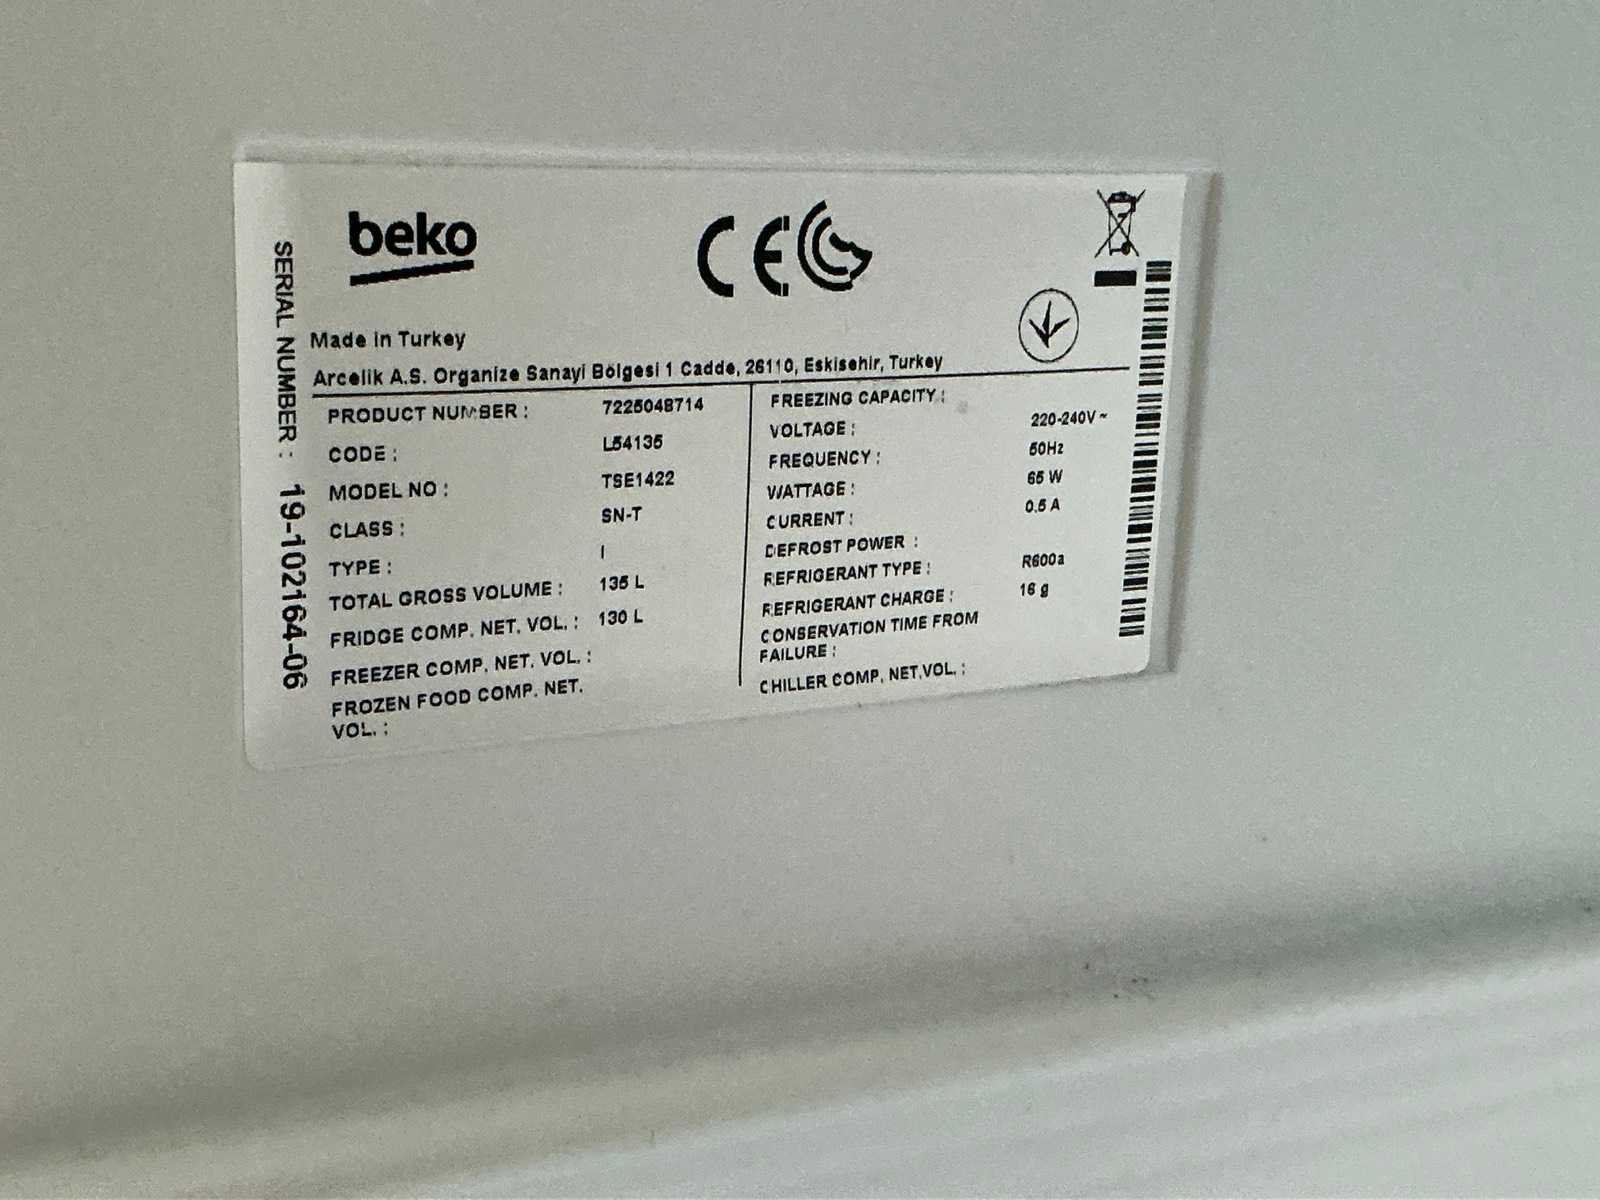 beko
CE
Made in Turkey
Arcelik A.S. Organize Sanayi Bölgesi 1 Cadde, 26110, Eskisehir, Turkey
SERIAL NUMBER : 19-102164-06
PRODUCT NUMBER : 7225048714
CODE : L54135
MODEL NO : TSE1422
CLASS : SN-T
TYPE : I
TOTAL GROSS VOLUME : 135 L
FRIDGE COMP. NET. VOL. : 130 L
FREEZER COMP. NET. VOL. :
FROZEN FOOD COMP. NET.
VOL. :
FREEZING CAPACITY :
VOLTAGE : 220-240V ~
FREQUENCY : 50Hz
WATTAGE : 65 W
CURRENT : 0.5 A
DEFROST POWER :
REFRIGERANT TYPE : R600a
REFRIGERANT CHARGE : 16 g
CONSERVATION TIME FROM
FAILURE :
CHILLER COMP. NET.VOL. :